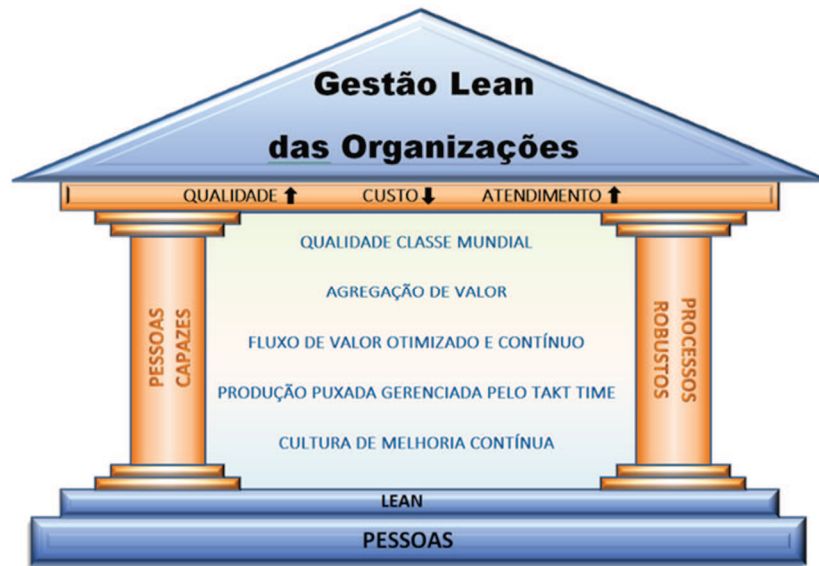 Gestão Lean
das Organizações
QUALIDADE CUSTO ATENDIMENTO
QUALIDADE CLASSE MUNDIAL
AGREGAÇÃO DE VALOR
FLUXO DE VALOR OTIMIZADO E CONTÍNUO
PRODUÇÃO PUXADA GERENCIADA PELO TAKT TIME
CULTURA DE MELHORIA CONTÍNUA
PESSOAS
CAPAZES
PROCESSOS
ROBUSTOS
LEAN
PESSOAS